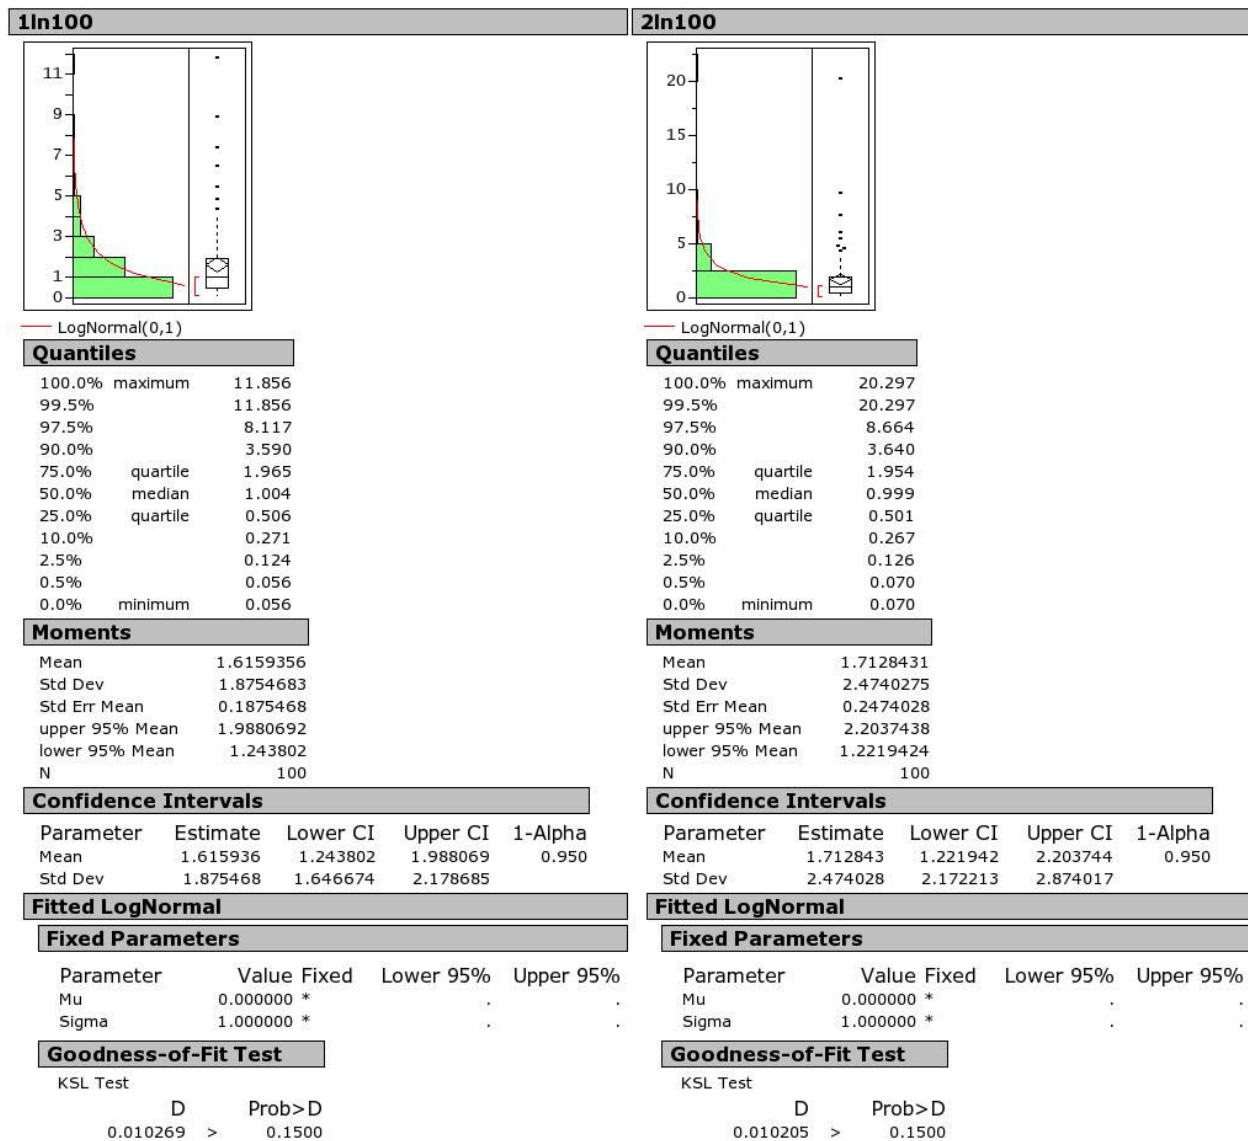 1ln100
11
9
7
5
3
1
0
LogNormal(0,1)
Quantiles
100.0% maximum 11.856
99.5% 11.856
97.5% 8.117
90.0% 3.590
75.0% quartile 1.965
50.0% median 1.004
25.0% quartile 0.506
10.0% 0.271
2.5% 0.124
0.5% 0.056
0.0% minimum 0.056
Moments
Mean 1.6159356
Std Dev 1.8754683
Std Err Mean 0.1875468
upper 95% Mean 1.9880692
lower 95% Mean 1.243802
N 100
Confidence Intervals
Parameter Estimate Lower CI Upper CI 1-Alpha
Mean 1.615936 1.243802 1.988069 0.950
Std Dev 1.875468 1.646674 2.178685
Fitted LogNormal
Fixed Parameters
Parameter Value Fixed Lower 95% Upper 95%
Mu 0.000000 * . .
Sigma 1.000000 * . .
Goodness-of-Fit Test
KSL Test
D Prob>D
0.010269 > 0.1500
2ln100
20
15
10
5
0
LogNormal(0,1)
Quantiles
100.0% maximum 20.297
99.5% 20.297
97.5% 8.664
90.0% 3.640
75.0% quartile 1.954
50.0% median 0.999
25.0% quartile 0.501
10.0% 0.267
2.5% 0.126
0.5% 0.070
0.0% minimum 0.070
Moments
Mean 1.7128431
Std Dev 2.4740275
Std Err Mean 0.2474028
upper 95% Mean 2.2037438
lower 95% Mean 1.2219424
N 100
Confidence Intervals
Parameter Estimate Lower CI Upper CI 1-Alpha
Mean 1.712843 1.221942 2.203744 0.950
Std Dev 2.474028 2.172213 2.874017
Fitted LogNormal
Fixed Parameters
Parameter Value Fixed Lower 95% Upper 95%
Mu 0.000000 * . .
Sigma 1.000000 * . .
Goodness-of-Fit Test
KSL Test
D Prob>D
0.010205 > 0.1500